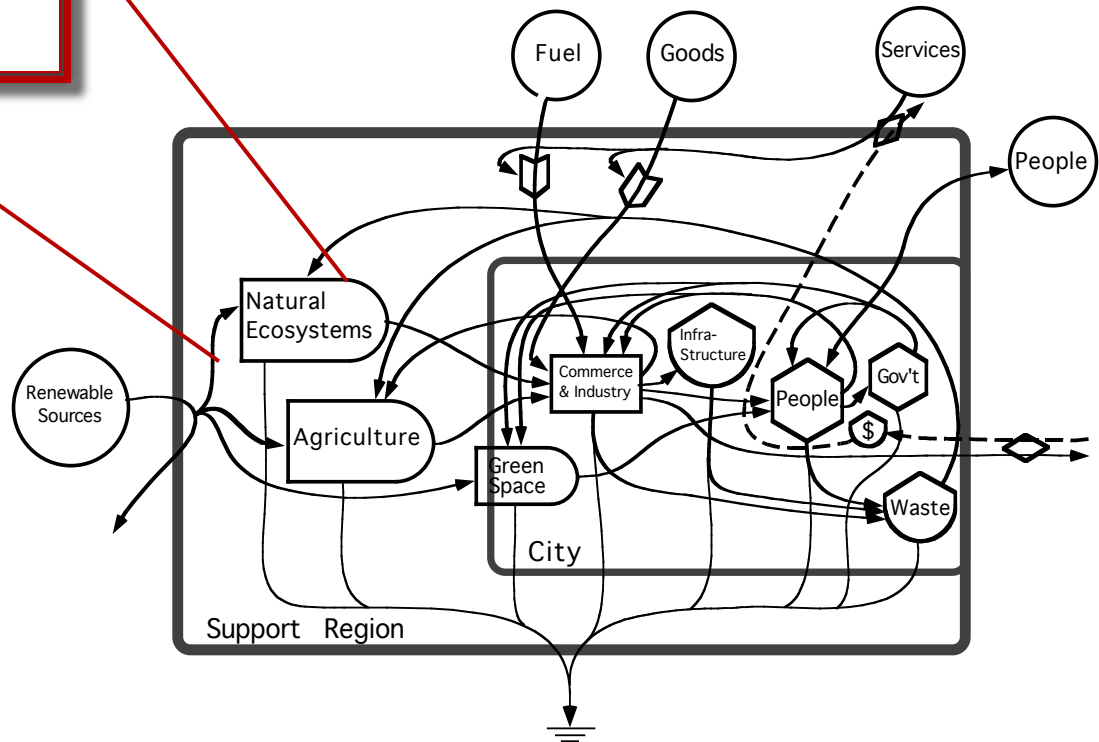 Fuel
Goods
Services
People
Natural
Ecosystems
Infra-
Structure
Commerce
& Industry
Gov't
People
Renewable
Sources
Agriculture
$
Green
Space
Waste
City
Support Region